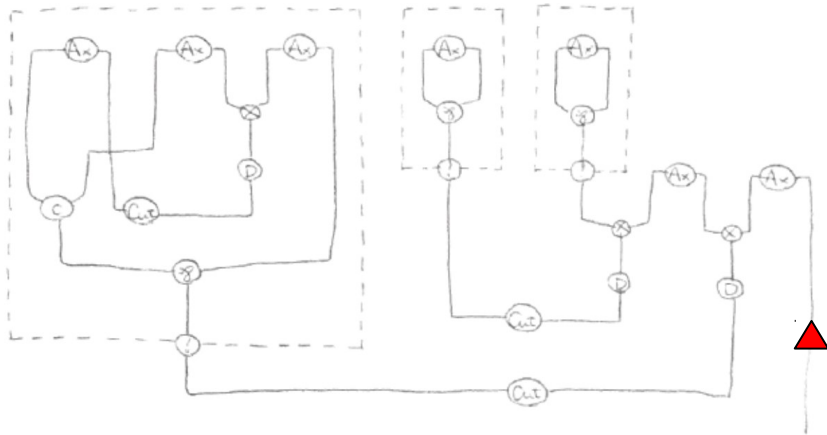 Ax Ax Ax Ax Ax
⅋ ⅋
⊗
D ! ! Ax Ax
C Cut
⊗ ⊗
⅋ D D
Cut
!
Cut